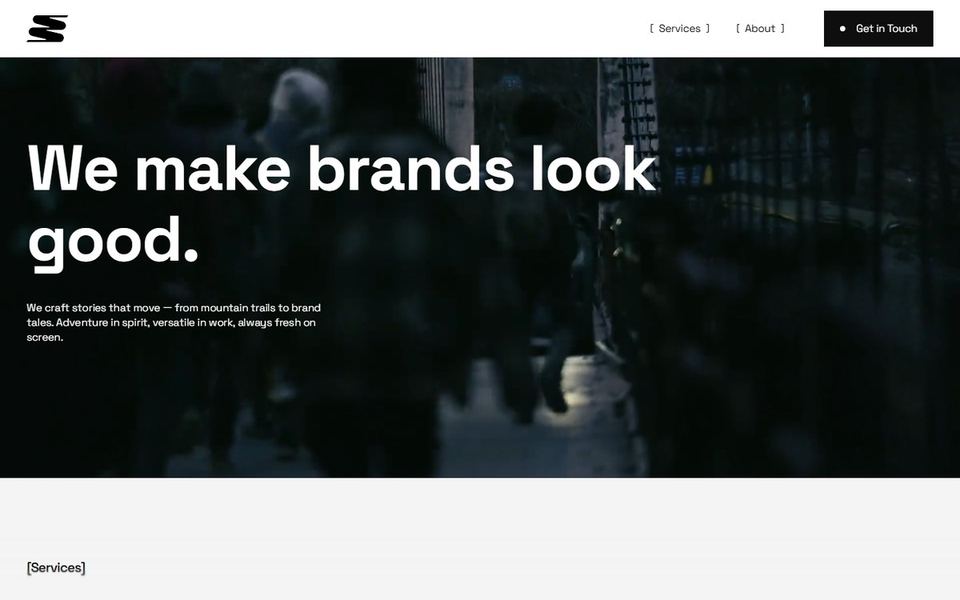 [ Services ]
[ About ]
Get in Touch
We make brands look
good.
We craft stories that move — from mountain trails to brand
tales. Adventure in spirit, versatile in work, always fresh on
screen.
[Services]